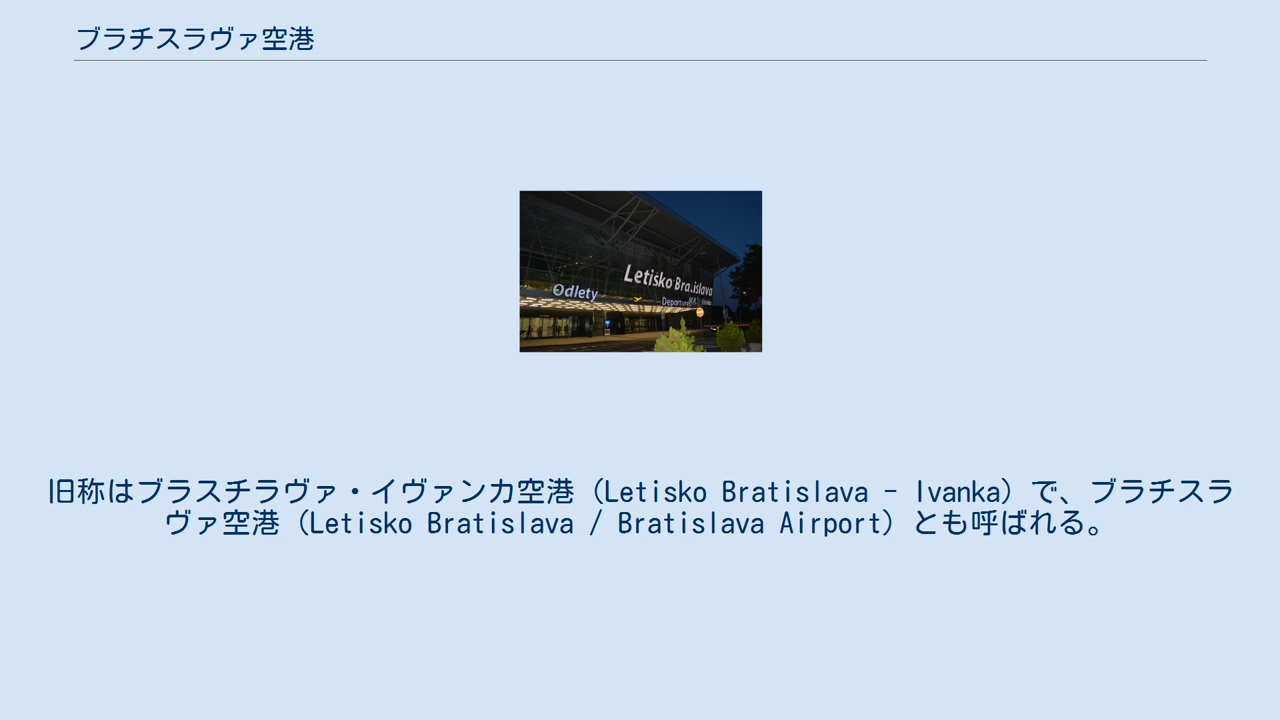 ブラチスラヴァ空港
Letisko Bratislava
Odlety
Departures
旧称はブラスチラヴァ・イヴァンカ空港（Letisko Bratislava - Ivanka）で、ブラチスラ
ヴァ空港（Letisko Bratislava / Bratislava Airport）とも呼ばれる。